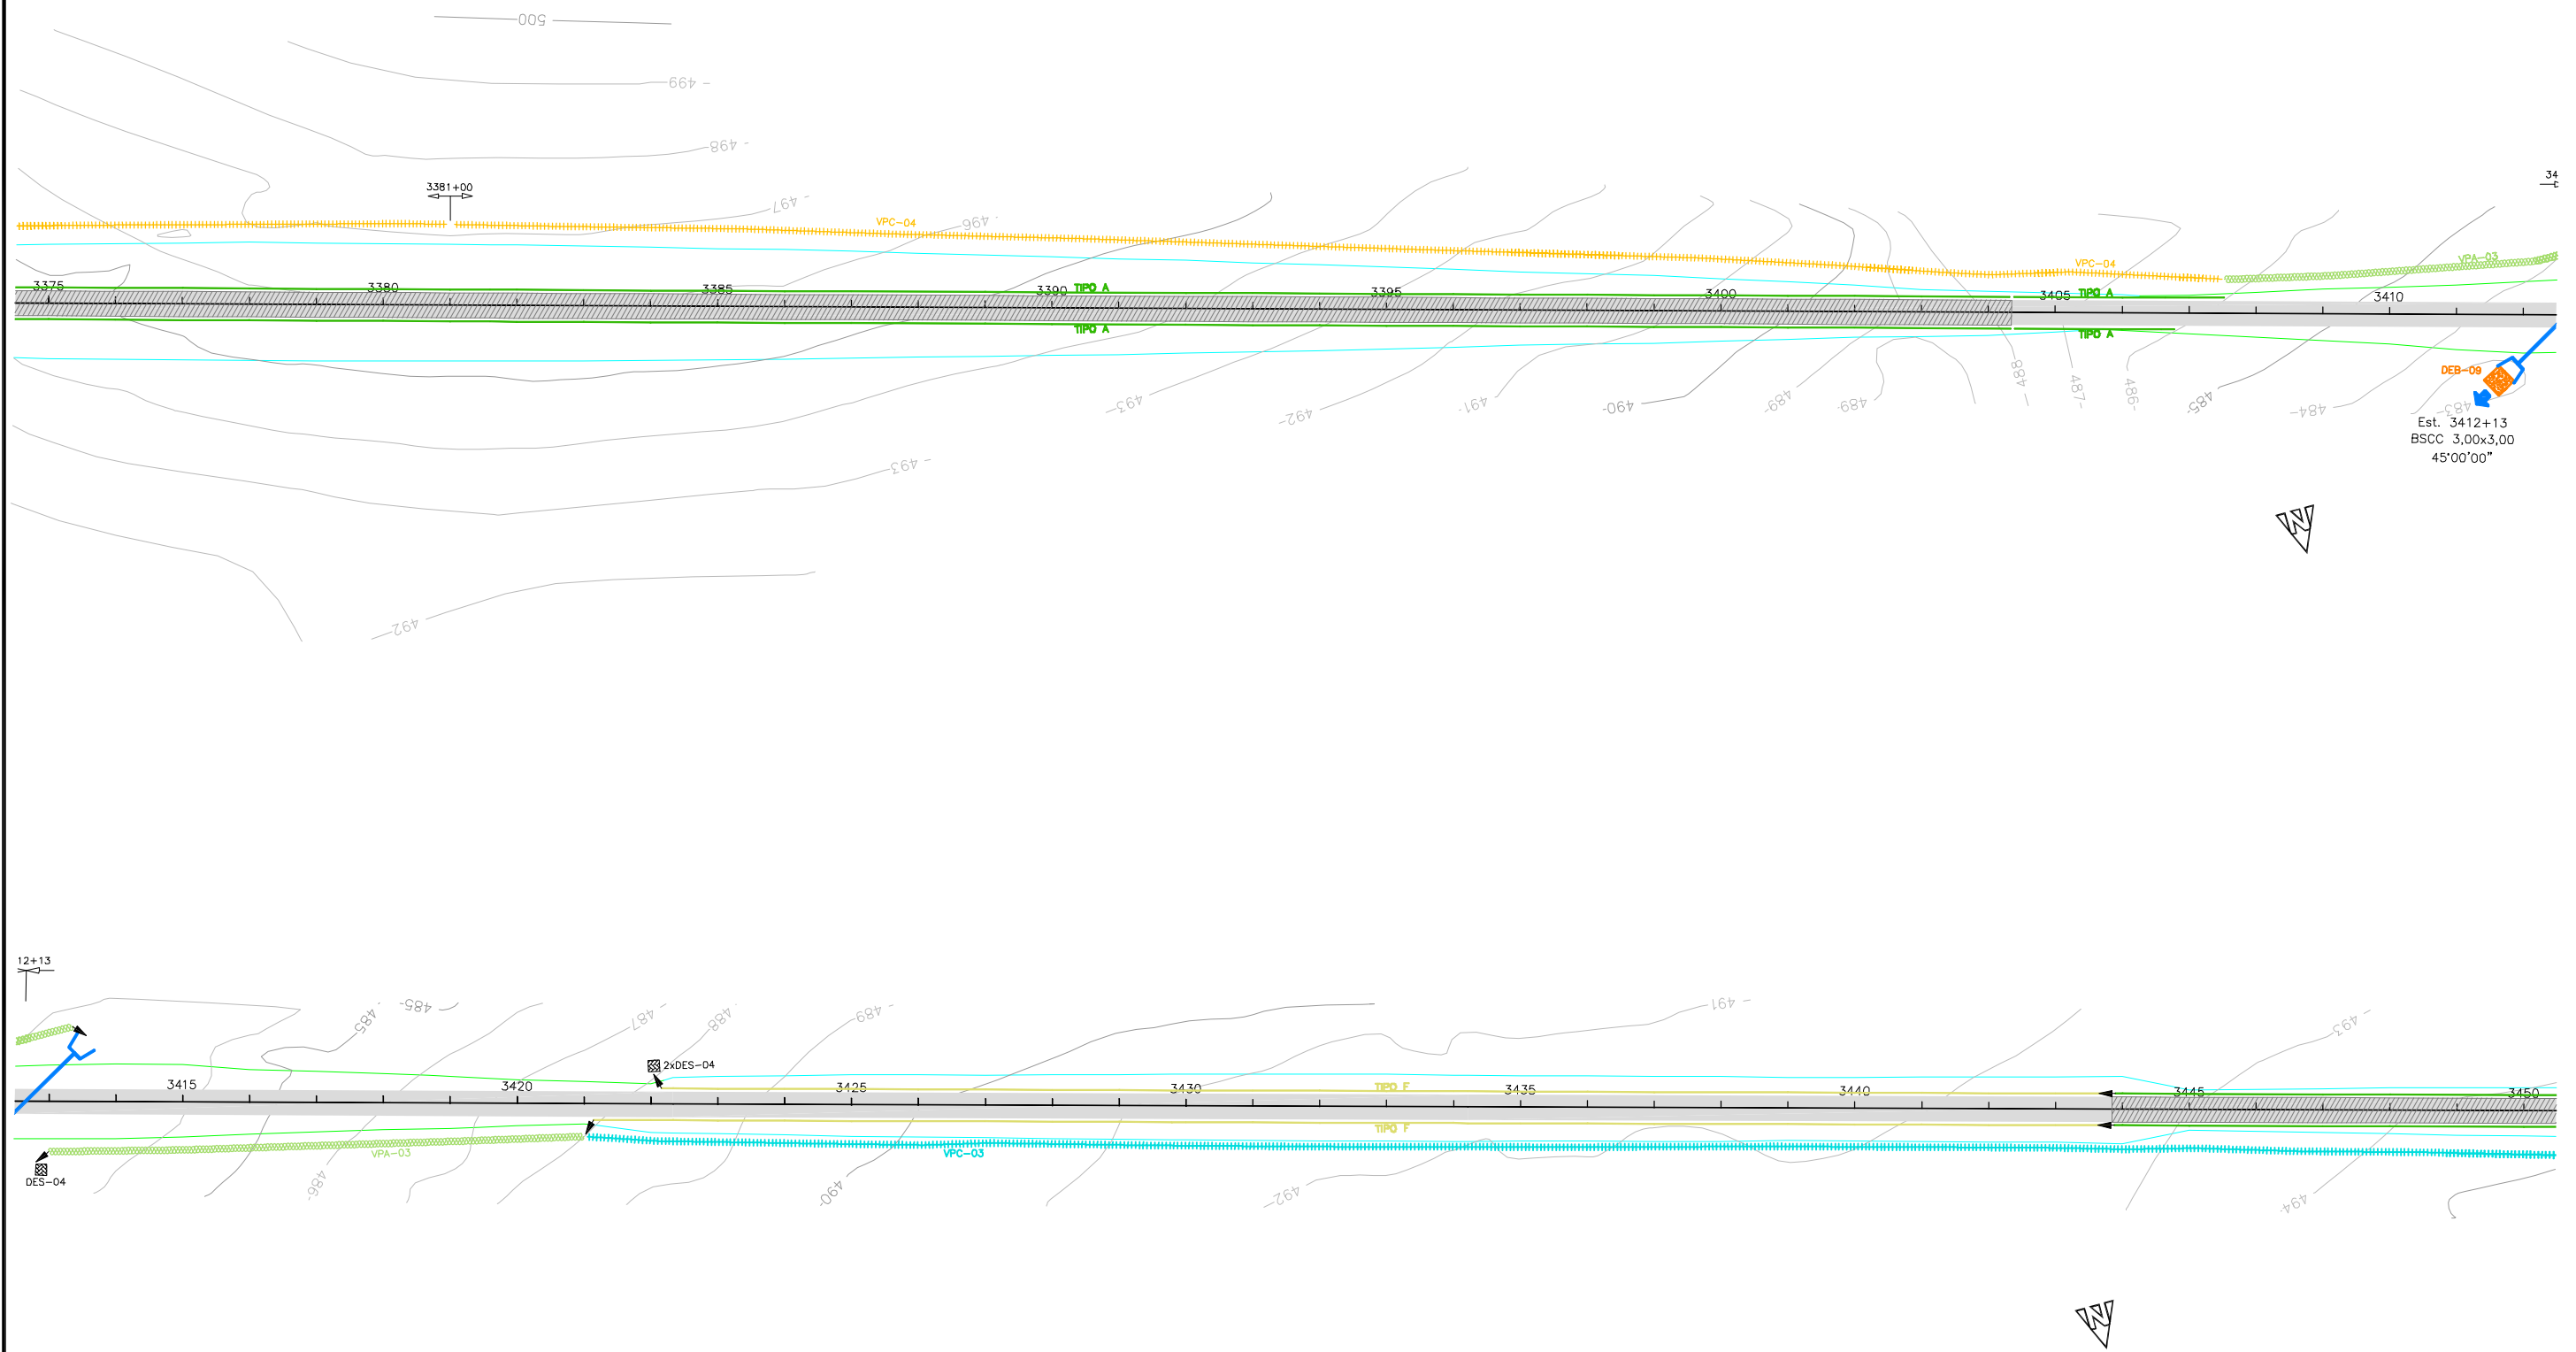 -500-
-499-
-498-
3381+00
34
-497-
VPC-04
-496-
VPC-04
VPA-03
3375
3380
3385
3390
TIPO A
3395
3400
3405
TIPO A
3410
TIPO A
TIPO A
-493-
-492-
-491-
490-
-489-
489-
-488
487-
486-
485-
-484-
-483-
DEB-09
Est. 3412+13
BSCC 3,00x3,00
45°00'00"
-493-
-492-
N
12+13
485-
-485-
-487-
-488-
-489-
-491-
-493-
2xDES-04
3415
3420
3425
3430
TIPO F
3435
3440
3445
3450
TIPO F
VPA-03
VPC-03
DES-04
486-
490-
-492-
-494-
N